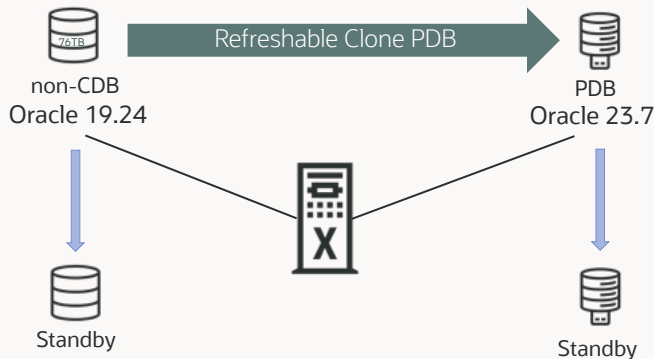 76TB
Refreshable Clone PDB
non-CDB
Oracle 19.24
PDB
Oracle 23.7
X
Standby
Standby